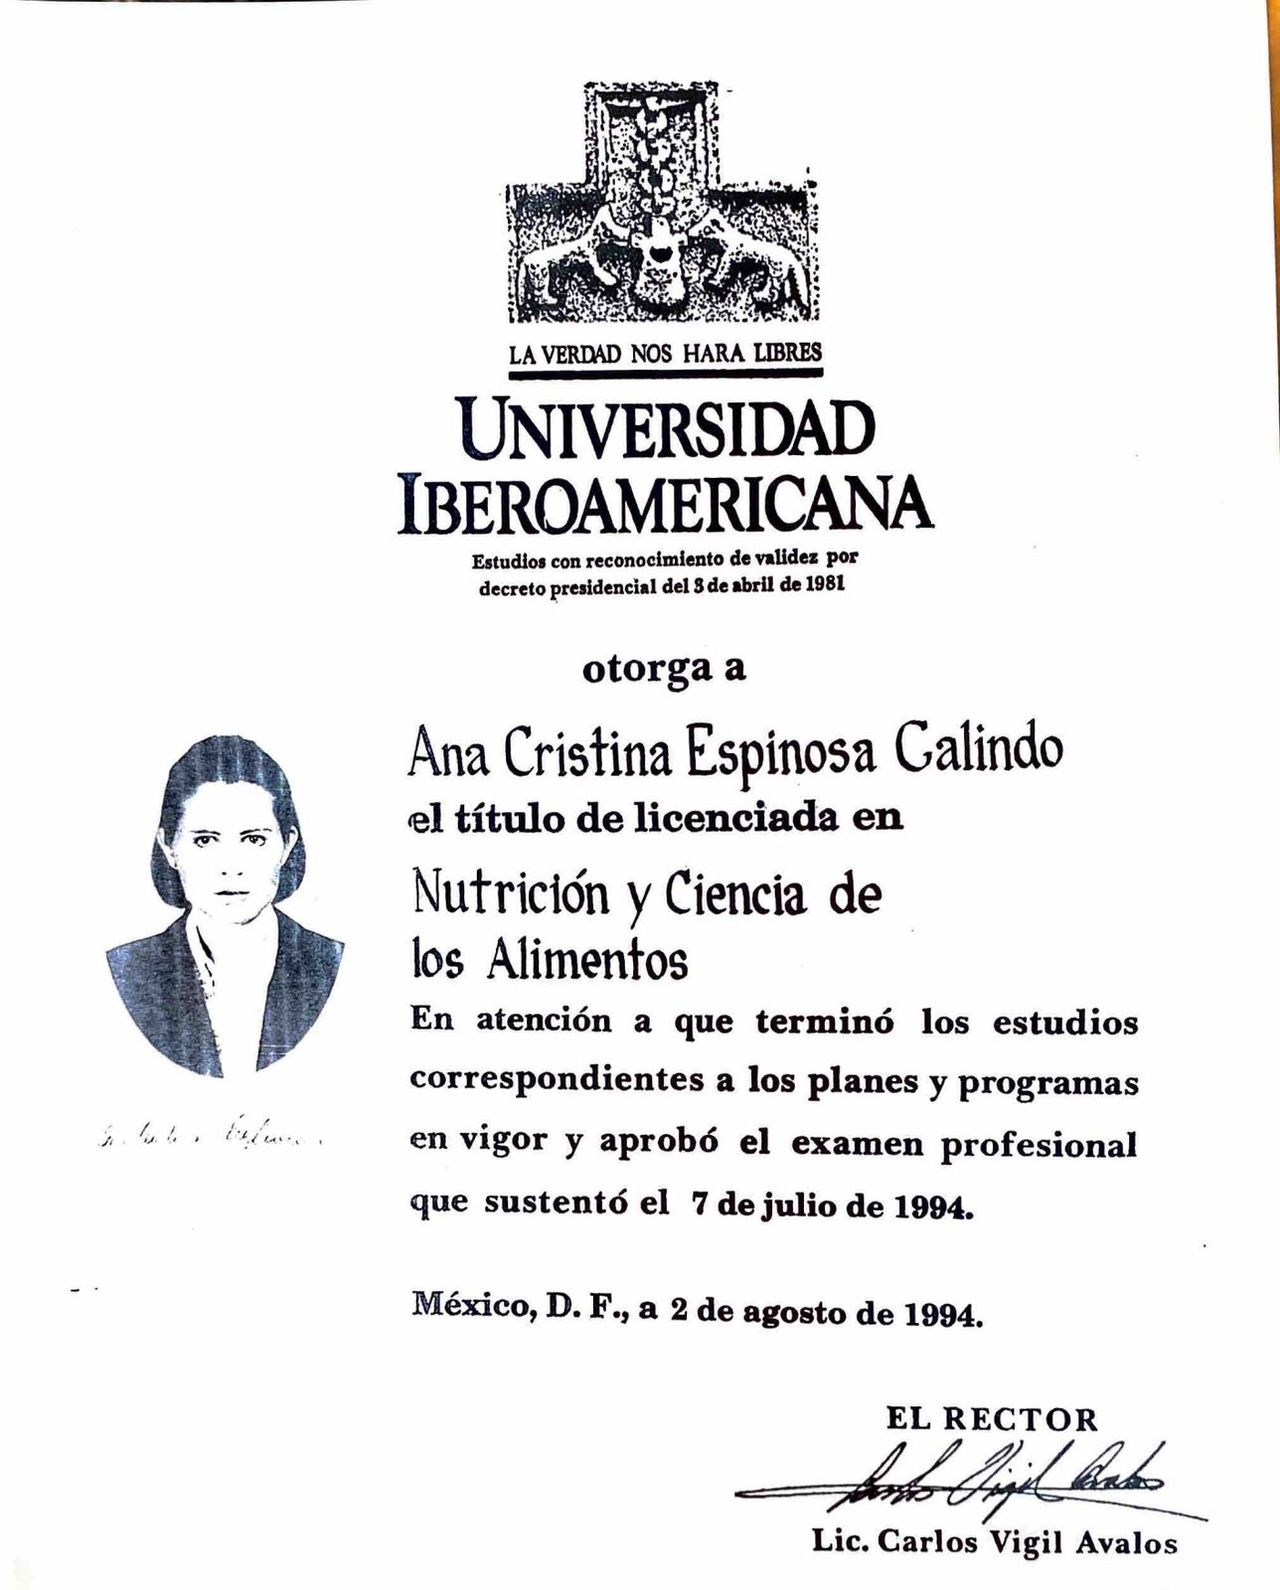 LA VERDAD NOS HARA LIBRES
UNIVERSIDAD
IBEROAMERICANA
Estudios con reconocimiento de validez por
decreto presidencial del 3 de abril de 1981
otorga a
Ana Cristina Espinosa Galindo
el título de licenciada en
Nutrición y Ciencia de
los Alimentos
En atención a que terminó los estudios
correspondientes a los planes y programas
en vigor y aprobó el examen profesional
que sustentó el 7 de julio de 1994.
México, D. F., a 2 de agosto de 1994.
EL RECTOR
Carlos Vigil Avalos
Lic. Carlos Vigil Avalos